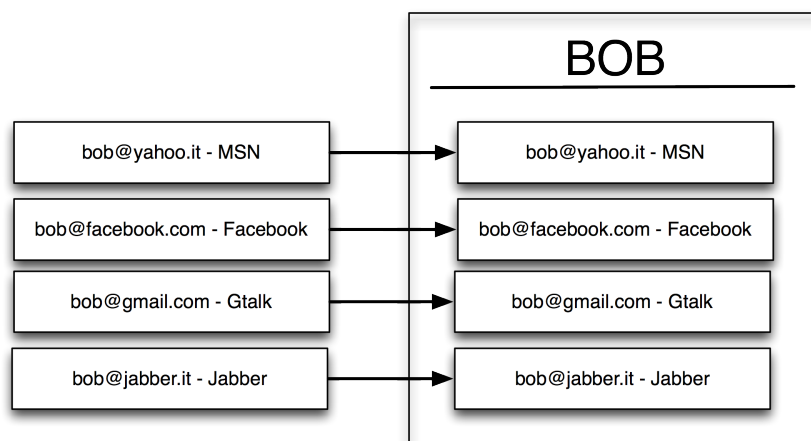 BOB
bob@yahoo.it - MSN
bob@yahoo.it - MSN
bob@facebook.com - Facebook
bob@facebook.com - Facebook
bob@gmail.com - Gtalk
bob@gmail.com - Gtalk
bob@jabber.it - Jabber
bob@jabber.it - Jabber